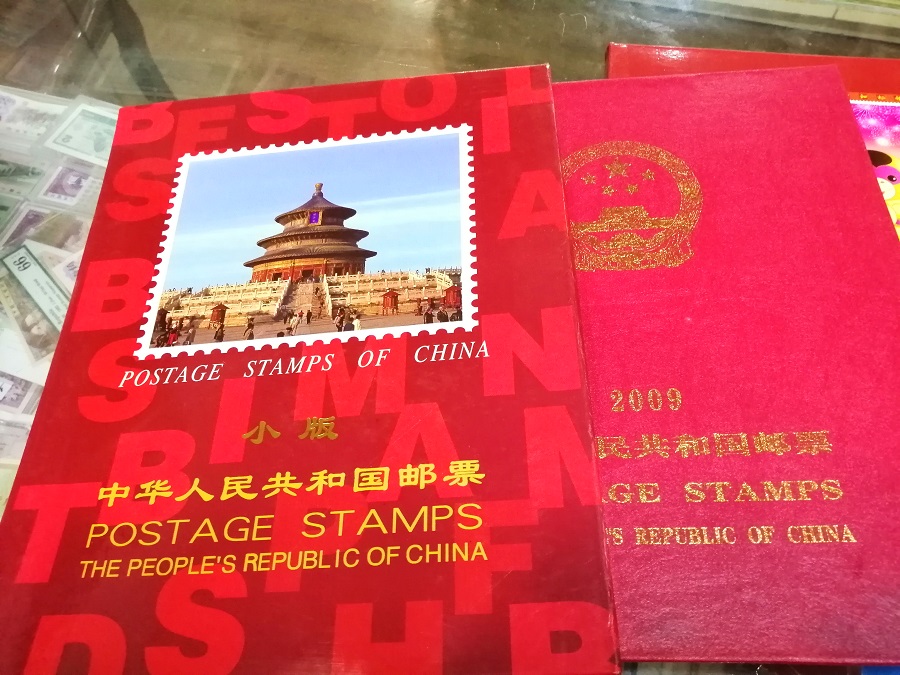 POSTAGE STAMPS OF CHINA
小版
中华人民共和国邮票
POSTAGE STAMPS
THE PEOPLE'S REPUBLIC OF CHINA
2009
民共和国邮票
STAMPS
REPUBLIC OF CHINA
99